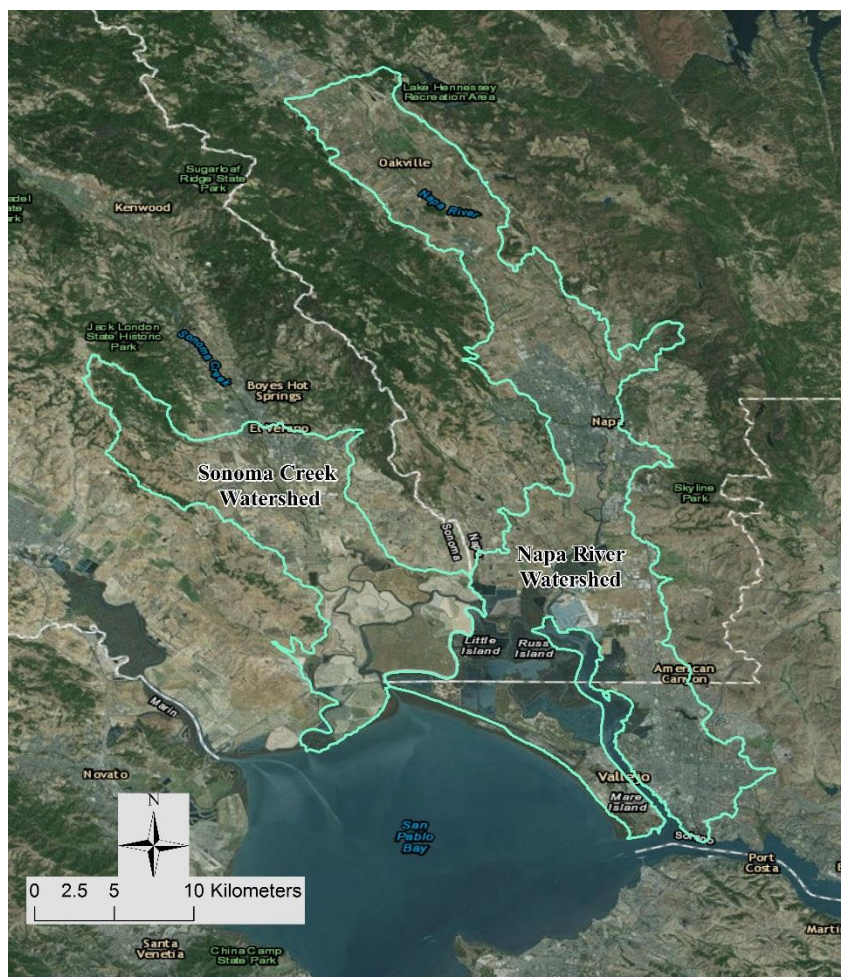 Lake Hennessey
Recreation Area
Oakville
Sugarloaf
Ridge State
Park
Napa River
Kenwood
Jack London
State Historic
Park
Sonoma Creek
Boyes Hot
Springs
El Verano
Napa
Sonoma Creek
Watershed
Skyline
Park
Sonoma
Napa River
Watershed
Little
Island
Russ
Island
American
Canyon
Marin
Novato
Vallejo
Mare
Island
San
Pablo
Bay
Solano
Port
Costa
N
0 2.5 5 10 Kilometers
Santa
Venetia
China Camp
State Park